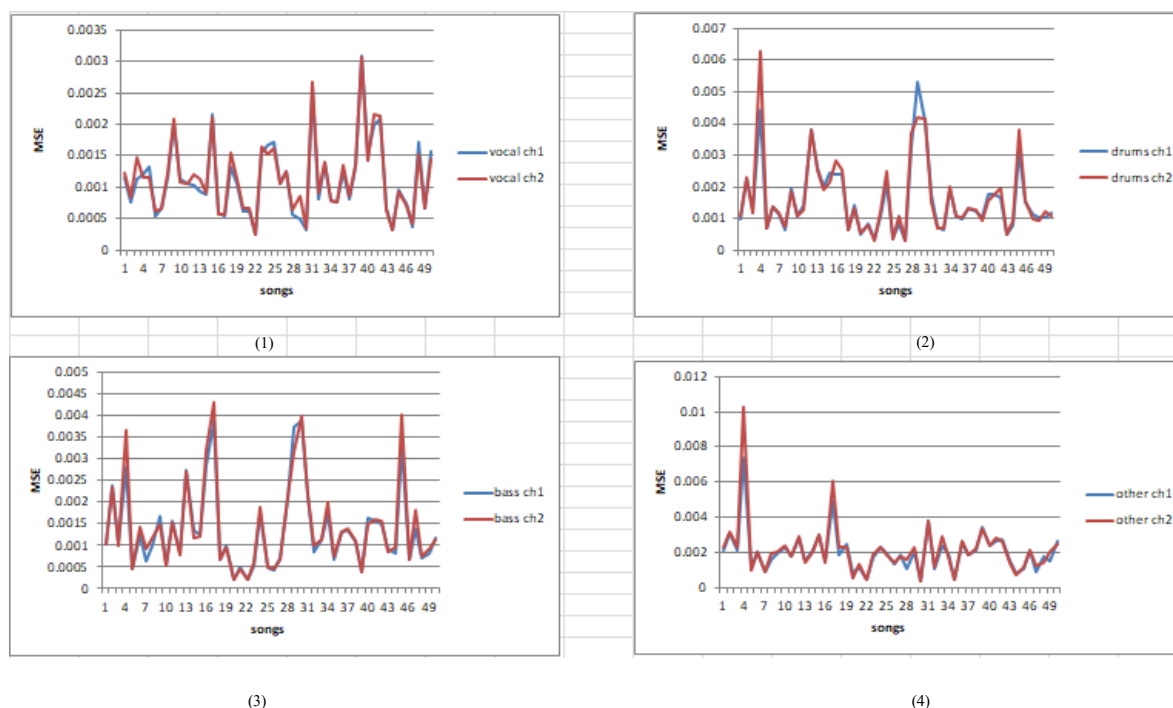 0.0035
0.003
0.0025
0.002
0.0015
0.001
0.0005
0
MSE
1 4 7 10 13 16 19 22 25 28 31 34 37 40 43 46 49
songs
vocal ch1
vocal ch2
(1)
0.007
0.006
0.005
0.004
0.003
0.002
0.001
0
MSE
1 4 7 10 13 16 19 22 25 28 31 34 37 40 43 46 49
songs
drums ch1
drums ch2
(2)
0.005
0.0045
0.004
0.0035
0.003
0.0025
0.002
0.0015
0.001
0.0005
0
MSE
1 4 7 10 13 16 19 22 25 28 31 34 37 40 43 46 49
songs
bass ch1
bass ch2
(3)
0.012
0.01
0.008
0.006
0.004
0.002
0
MSE
1 4 7 10 13 16 19 22 25 28 31 34 37 40 43 46 49
songs
other ch1
other ch2
(4)